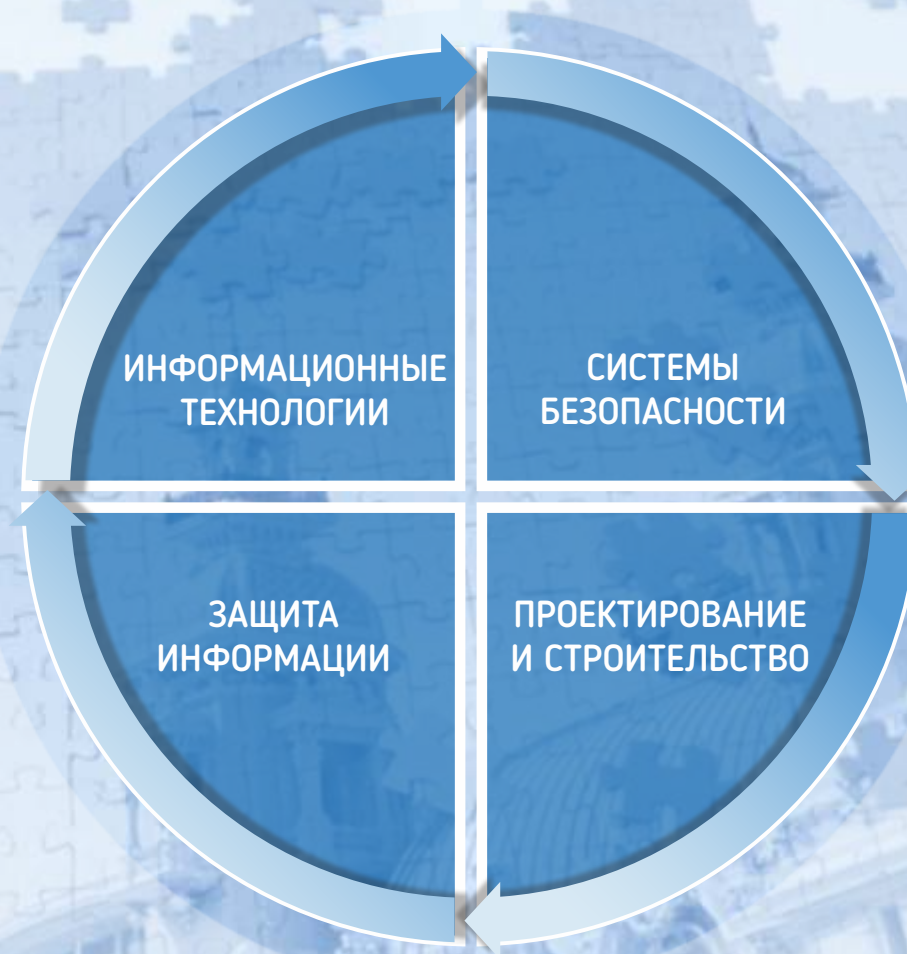 ИНФОРМАЦИОННЫЕ
ТЕХНОЛОГИИ
СИСТЕМЫ
БЕЗОПАСНОСТИ
ЗАЩИТА
ИНФОРМАЦИИ
ПРОЕКТИРОВАНИЕ
И СТРОИТЕЛЬСТВО